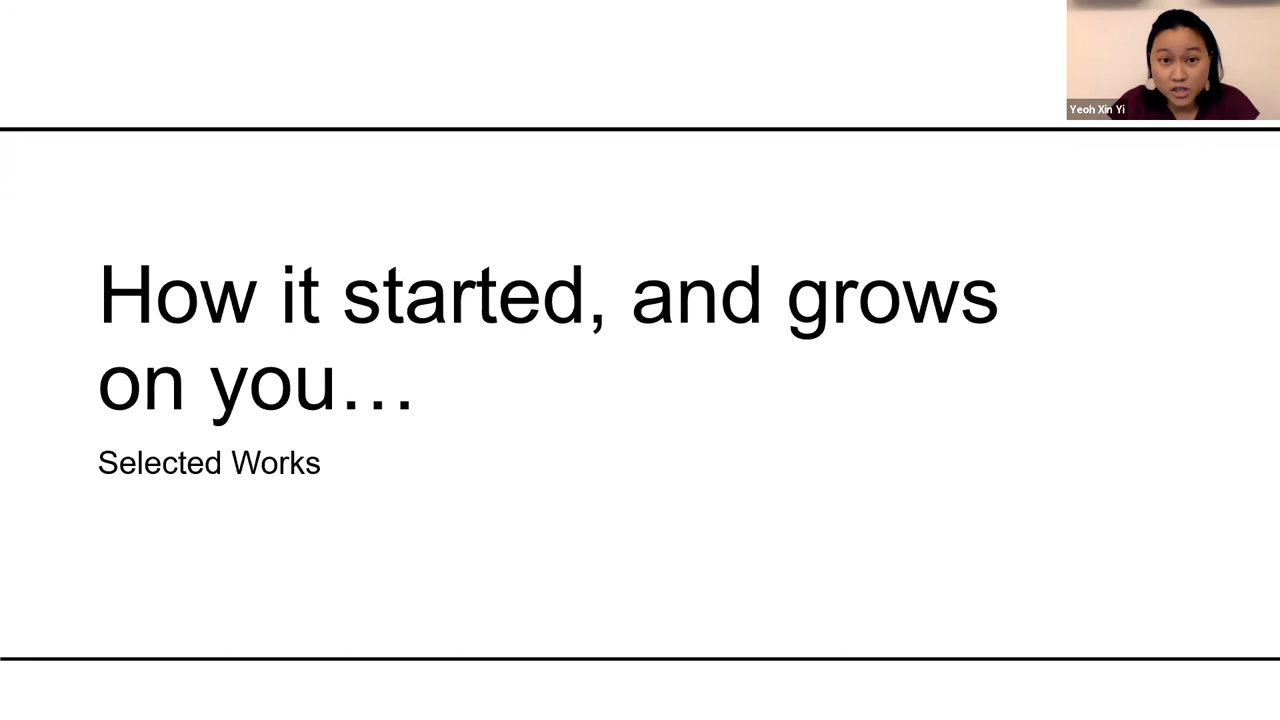 Yeoh Xin Yi
How it started, and grows
on you…
Selected Works